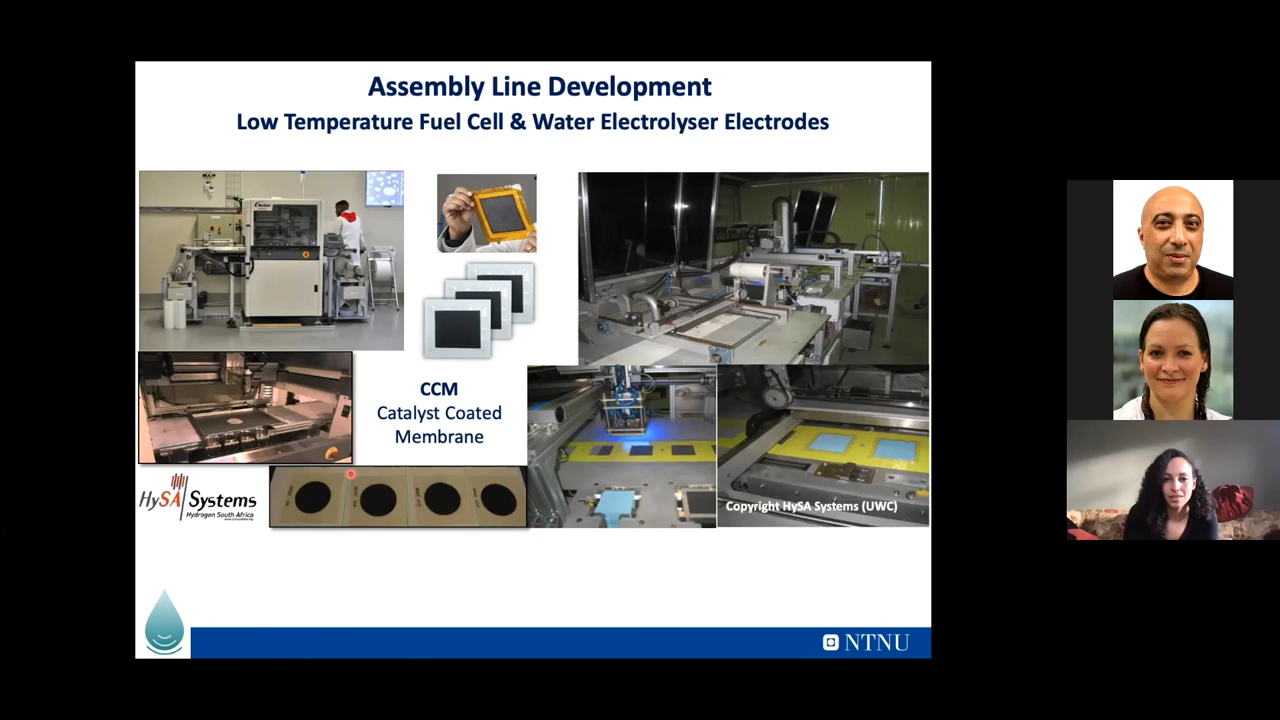 Assembly Line Development
Low Temperature Fuel Cell & Water Electrolyser Electrodes
CCM
Catalyst Coated
Membrane
HySA Systems
Hydrogen South Africa
Copyright HySA Systems (UWC)
NTNU